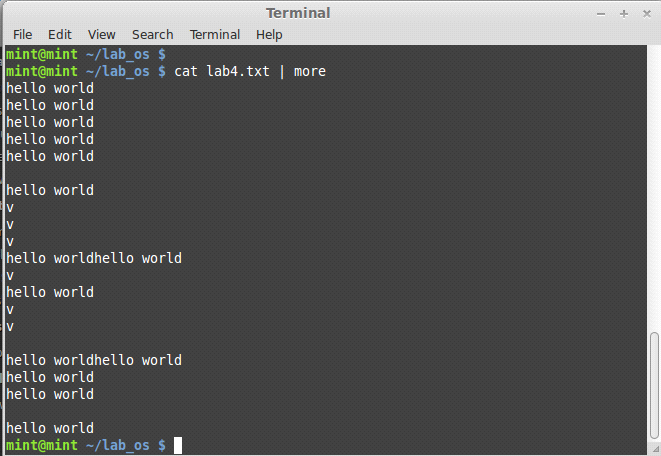 Terminal
File Edit View Search Terminal Help
mint@mint ~/lab_os $
mint@mint ~/lab_os $ cat lab4.txt | more
hello world
hello world
hello world
hello world
hello world
hello world
v
v
v
hello worldhello world
v
hello world
v
v
hello worldhello world
hello world
hello world
hello world
mint@mint ~/lab_os $